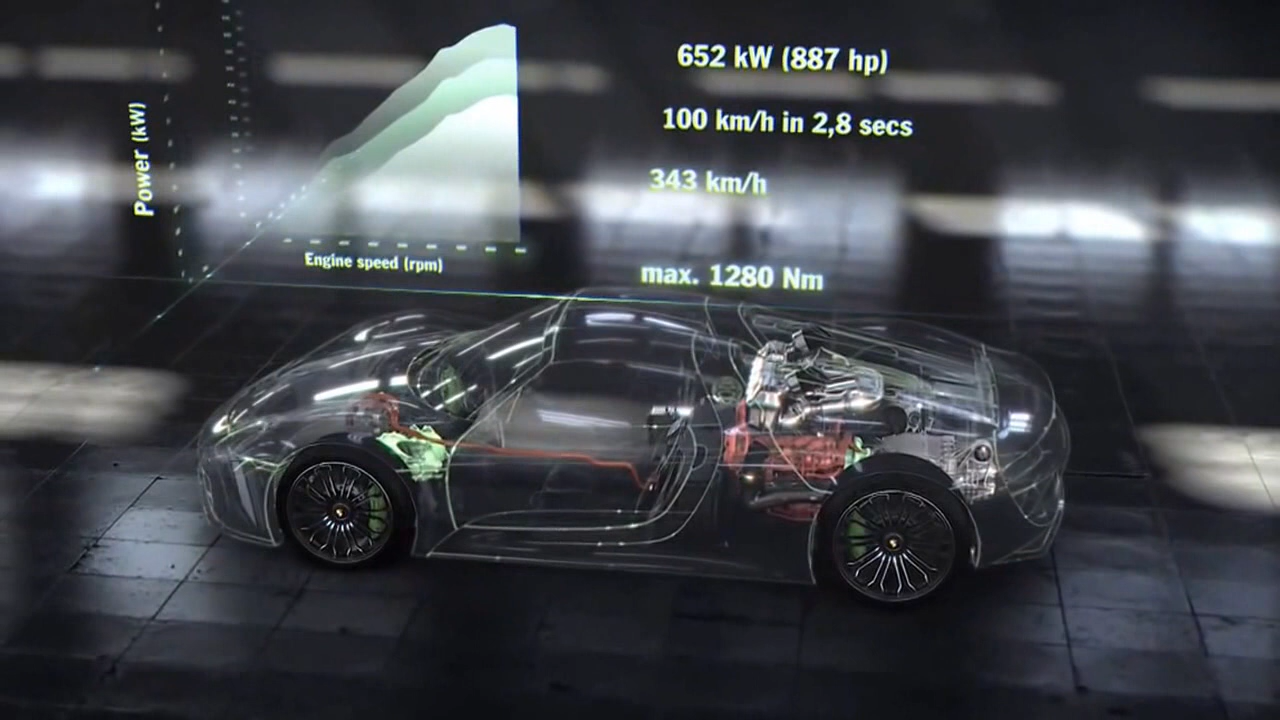 Power (kW)
Engine speed (rpm)
652 kW (887 hp)
100 km/h in 2,8 secs
343 km/h
max. 1280 Nm